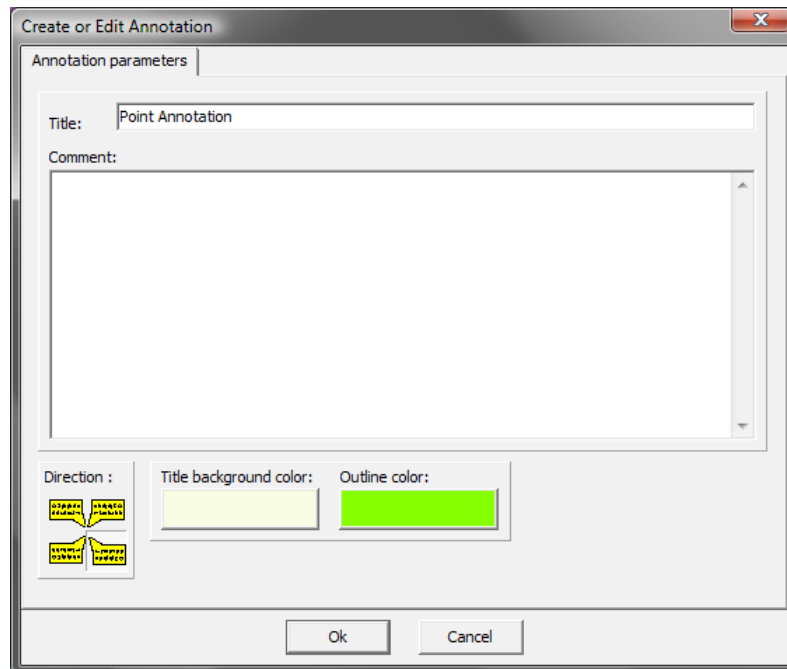 Create or Edit Annotation
Annotation parameters
Title:
Point Annotation
Comment:
Direction :
Title background color:
Outline color:
Ok
Cancel